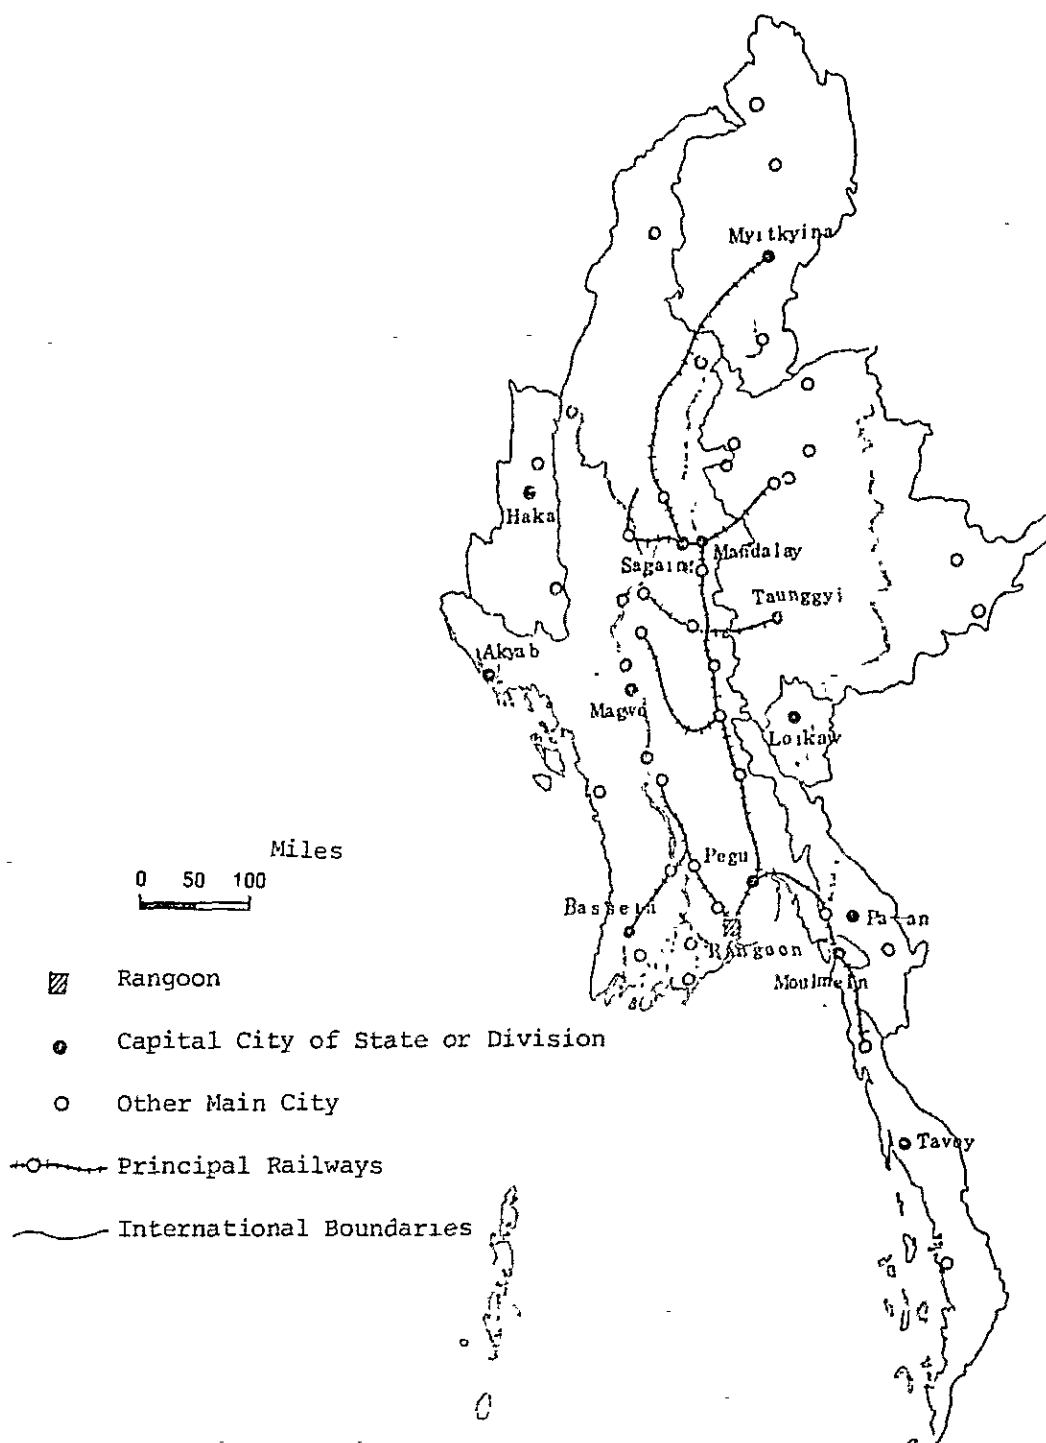 Myitkyina
Haka
Sagaing
Mandalay
Taunggyi
Akyab
Magwe
Loikaw
Miles
0 50 100
Pegu
Bassein
Pa-an
Rangoon
Moulmein
Rangoon
Capital City of State or Division
Other Main City
Tavoy
Principal Railways
International Boundaries